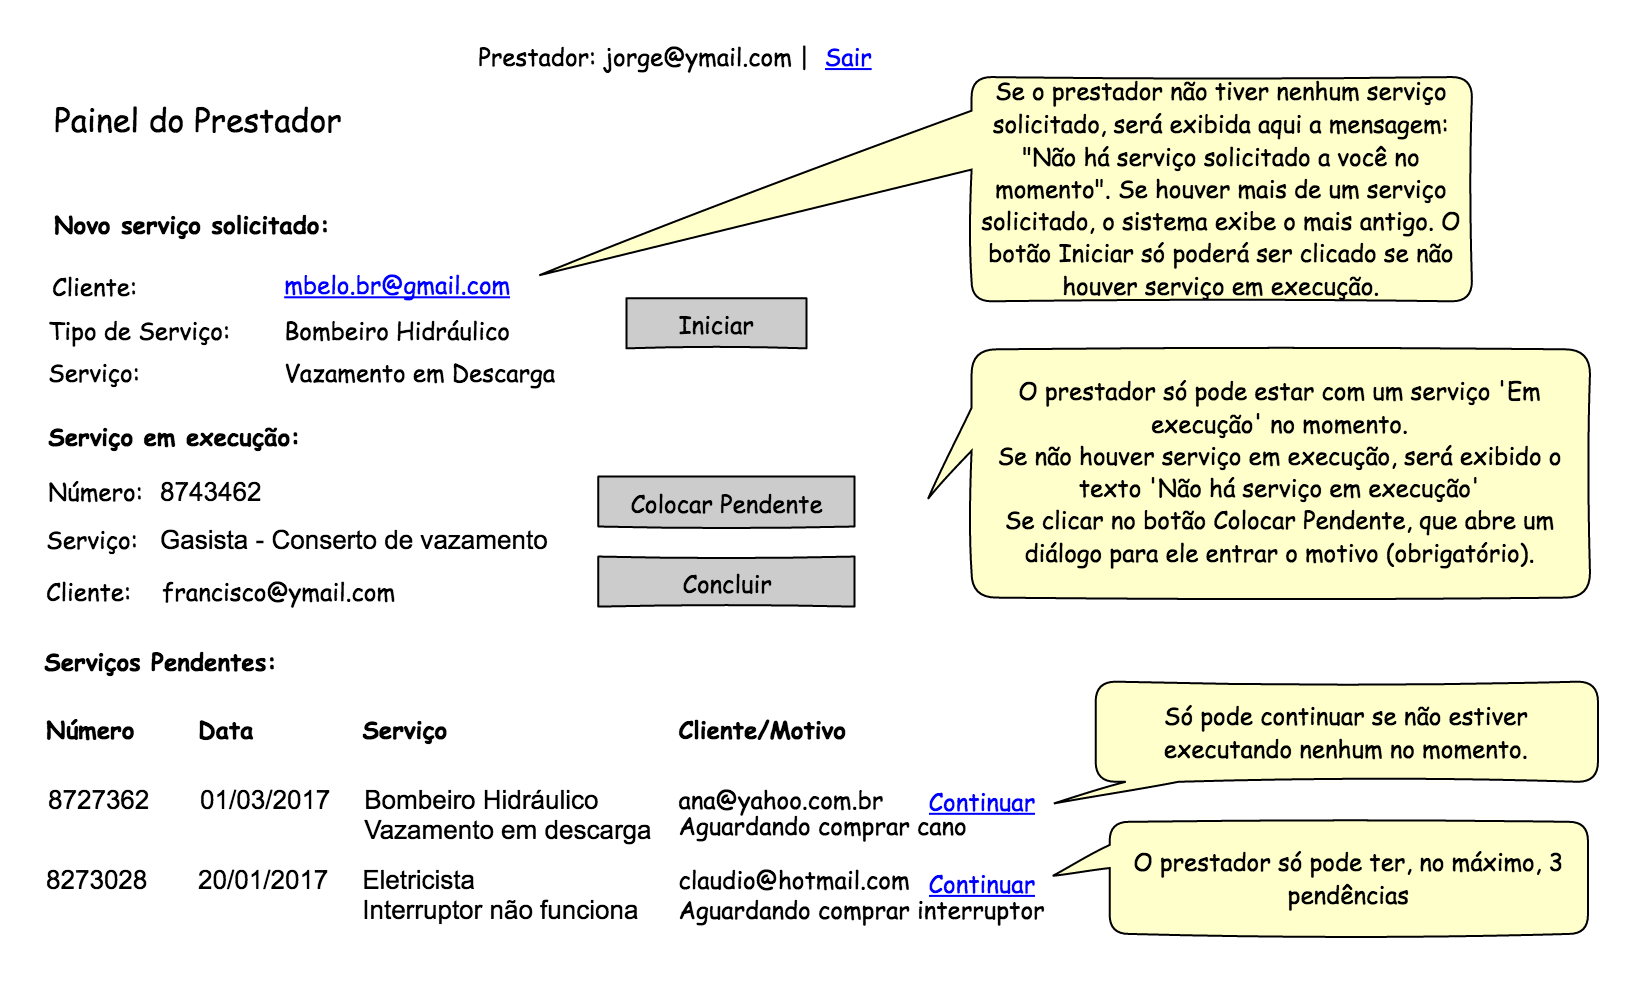 Prestador: jorge@ymail.com | Sair
Painel do Prestador
Se o prestador não tiver nenhum serviço
solicitado, será exibida aqui a mensagem:
"Não há serviço solicitado a você no
momento". Se houver mais de um serviço
solicitado, o sistema exibe o mais antigo. O
botão Iniciar só poderá ser clicado se não
houver serviço em execução.
Novo serviço solicitado:
Cliente: mbelo.br@gmail.com
Iniciar
Tipo de Serviço: Bombeiro Hidráulico
Serviço: Vazamento em Descarga
O prestador só pode estar com um serviço 'Em
execução' no momento.
Se não houver serviço em execução, será exibido o
texto 'Não há serviço em execução'
Se clicar no botão Colocar Pendente, que abre um
diálogo para ele entrar o motivo (obrigatório).
Serviço em execução:
Número: 8743462
Colocar Pendente
Serviço: Gasista - Conserto de vazamento
Concluir
Cliente: francisco@ymail.com
Serviços Pendentes:
Número Data Serviço Cliente/Motivo
Só pode continuar se não estiver
executando nenhum no momento.
8727362 01/03/2017 Bombeiro Hidráulico ana@yahoo.com.br Continuar
Vazamento em descarga Aguardando comprar cano
O prestador só pode ter, no máximo, 3
pendências
8273028 20/01/2017 Eletricista claudio@hotmail.com Continuar
Interruptor não funciona Aguardando comprar interruptor